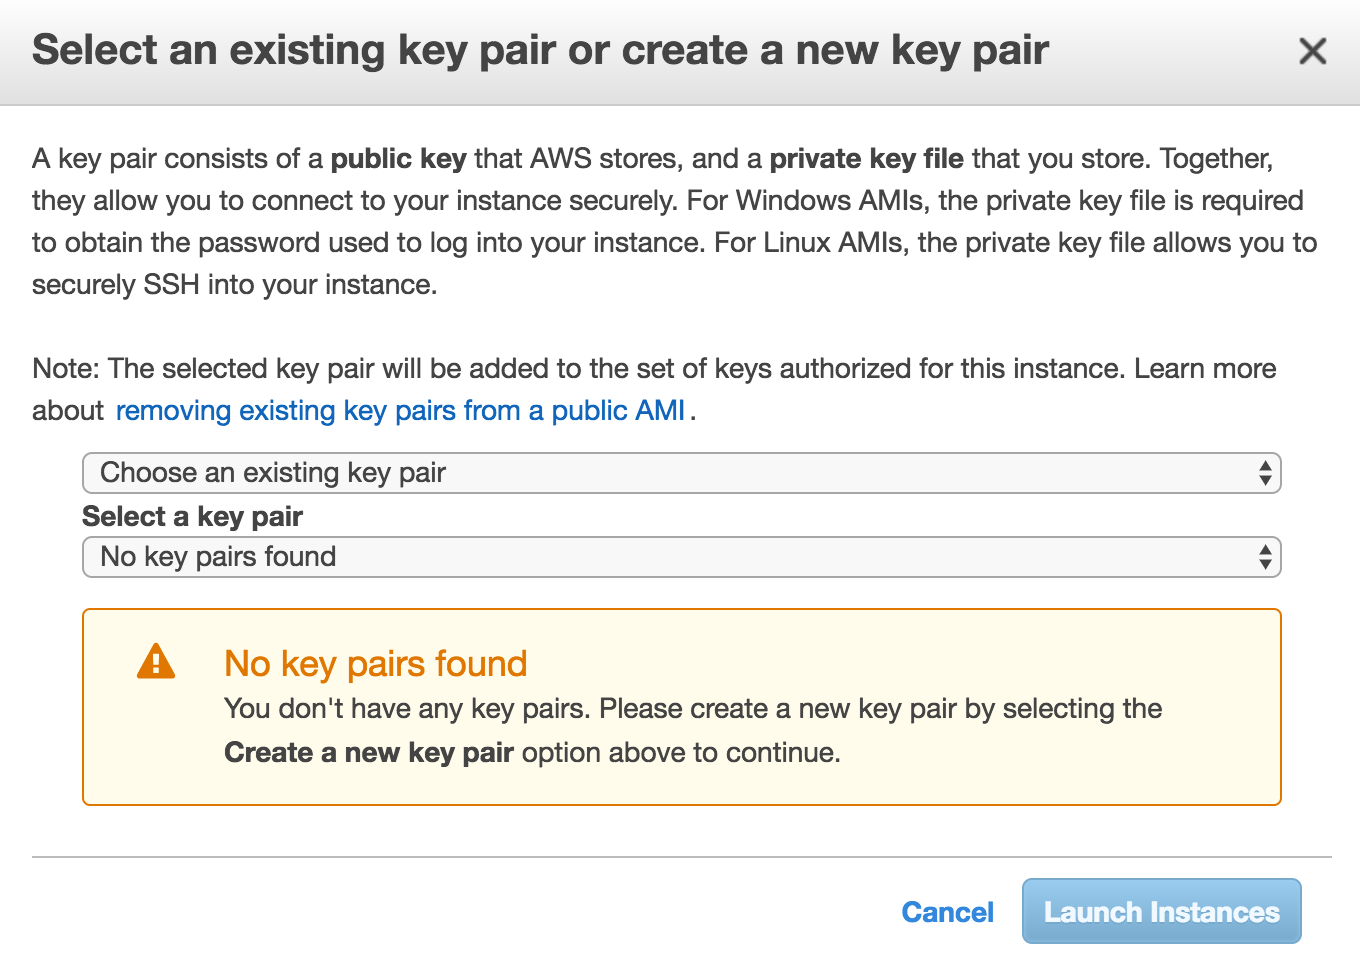 Select an existing key pair or create a new key pair
A key pair consists of a public key that AWS stores, and a private key file that you store. Together,
they allow you to connect to your instance securely. For Windows AMIs, the private key file is required
to obtain the password used to log into your instance. For Linux AMIs, the private key file allows you to
securely SSH into your instance.
Note: The selected key pair will be added to the set of keys authorized for this instance. Learn more
about removing existing key pairs from a public AMI .
Choose an existing key pair
Select a key pair
No key pairs found
No key pairs found
You don't have any key pairs. Please create a new key pair by selecting the
Create a new key pair option above to continue.
Cancel
Launch Instances